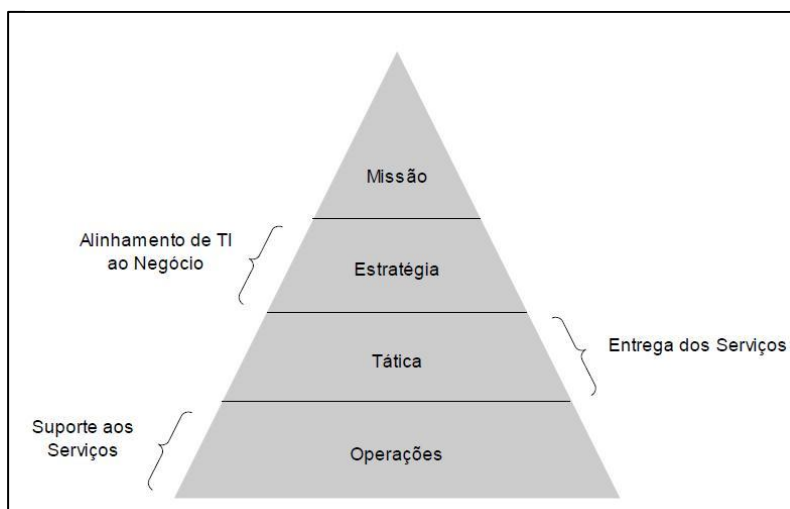 Missão
Alinhamento de TI
ao Negócio
Estratégia
Entrega dos Serviços
Tática
Suporte aos
Serviços
Operações